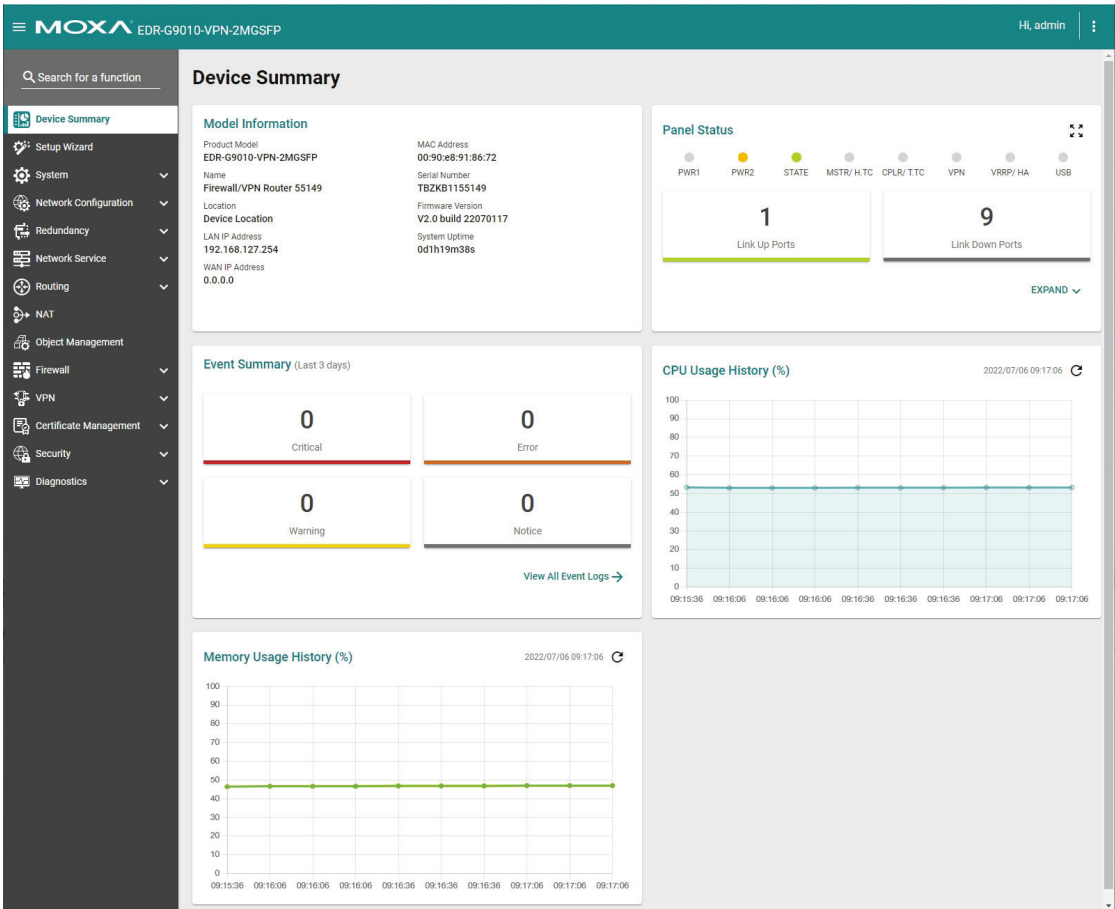 MOXA EDR-G9010-VPN-2MGSFP
Hi, admin
Search for a function
Device Summary
Setup Wizard
System
Network Configuration
Redundancy
Network Service
Routing
NAT
Object Management
Firewall
VPN
Certificate Management
Security
Diagnostics
Device Summary
Model Information
Product Model
EDR-G9010-VPN-2MGSFP
Name
Firewall/VPN Router 55149
Location
Device Location
LAN IP Address
192.168.127.254
WAN IP Address
0.0.0.0
MAC Address
00:90:e8:91:86:72
Serial Number
TBZKB1155149
Firmware Version
V2.0 build 22070117
System Uptime
0d1h19m38s
Panel Status
PWR1 PWR2 STATE MSTR/ H.TC CPLR/ T.TC VPN VRRP/ HA USB
1
Link Up Ports
9
Link Down Ports
EXPAND
Event Summary (Last 3 days)
0
Critical
0
Error
0
Warning
0
Notice
View All Event Logs
CPU Usage History (%)
2022/07/06 09:17:06
100
90
80
70
60
50
40
30
20
10
0
09:15:36 09:16:06 09:16:06 09:16:06 09:16:36 09:16:36 09:16:36 09:17:06 09:17:06 09:17:06
Memory Usage History (%)
2022/07/06 09:17:06
100
90
80
70
60
50
40
30
20
10
0
09:15:36 09:16:06 09:16:06 09:16:06 09:16:36 09:16:36 09:16:36 09:17:06 09:17:06 09:17:06